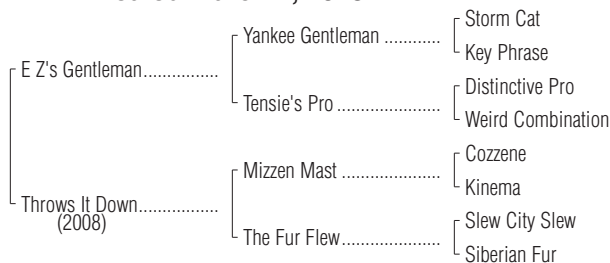 Storm Cat
Yankee Gentleman ............
Key Phrase
E Z's Gentleman................
Distinctive Pro
Tensie's Pro ......................
Weird Combination
Cozzene
Mizzen Mast .....................
Kinema
Throws It Down.................
(2008)
Slew City Slew
The Fur Flew.....................
Siberian Fur